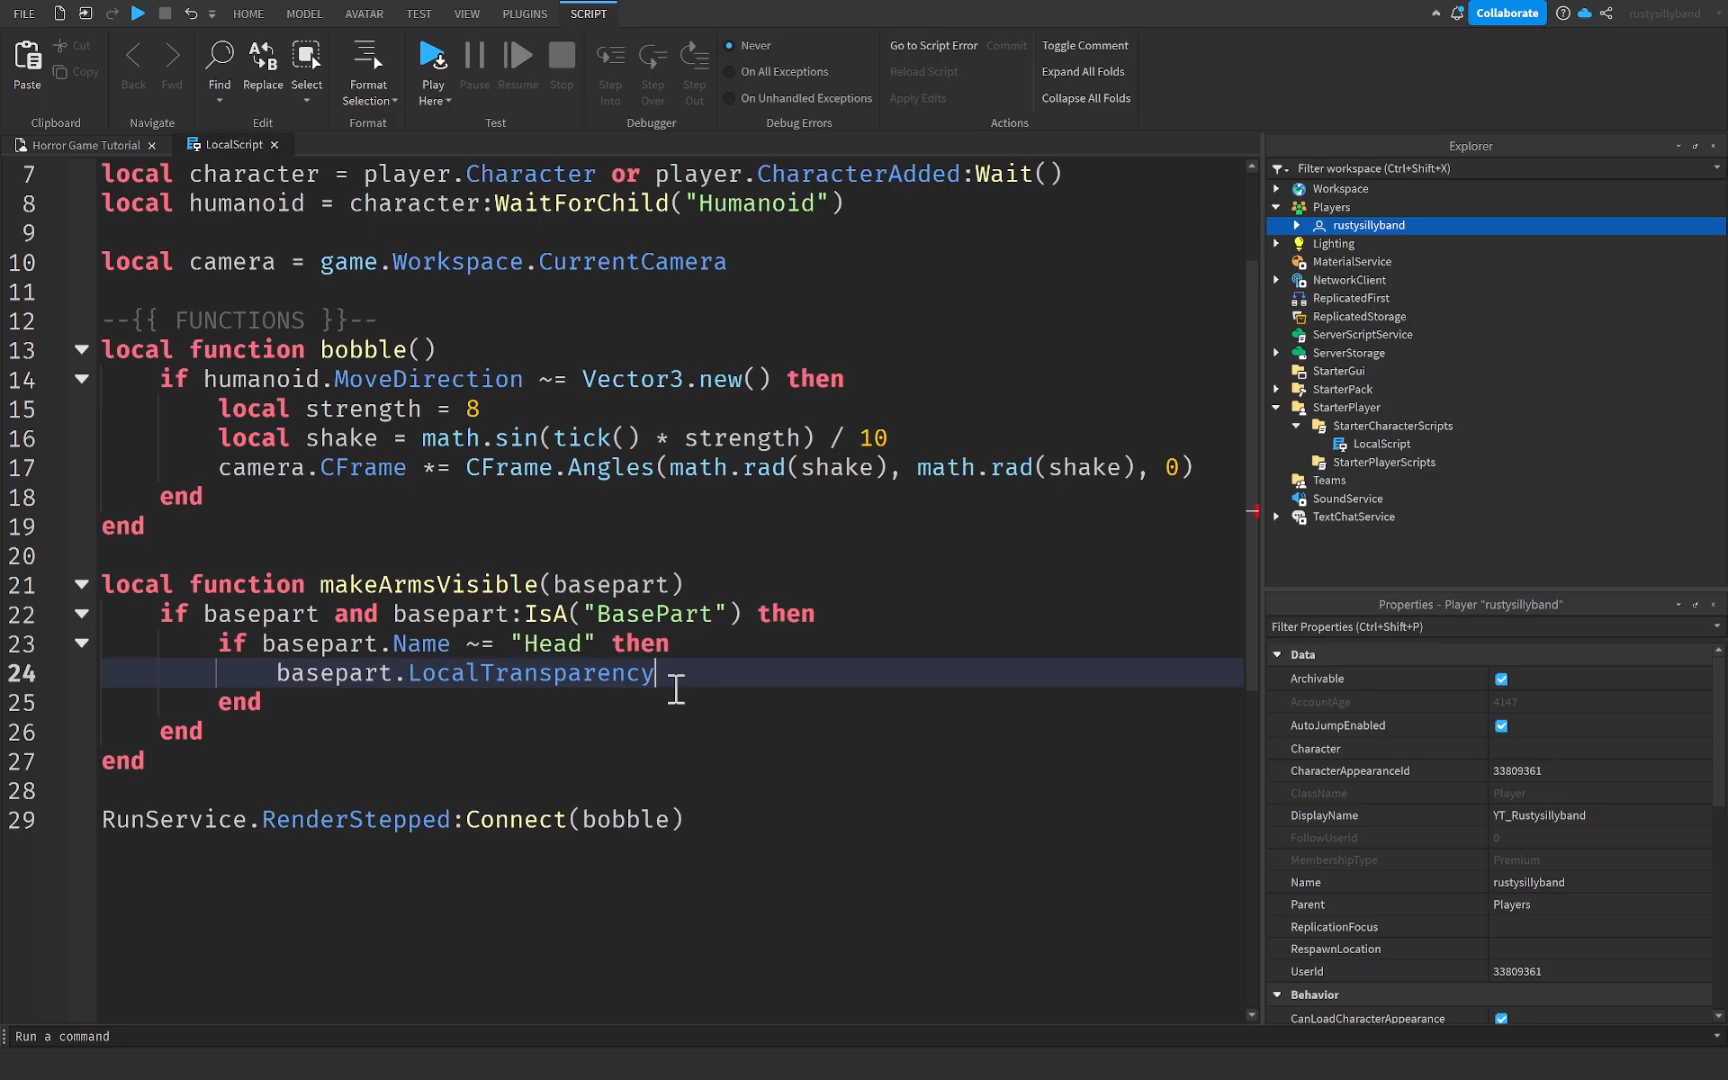 FILE HOME MODEL AVATAR TEST VIEW PLUGINS SCRIPT Collaborate rustysillyband
Paste Cut Copy
Back Fwd
Find Replace Select
Format Selection
Play Here Pause Resume Stop
Step Into Step Over Step Out
Never
On All Exceptions
On Unhandled Exceptions
Go to Script Error Commit
Reload Script
Apply Edits
Toggle Comment
Expand All Folds
Collapse All Folds
Clipboard Navigate Edit Format Test Debugger Debug Errors Actions
Horror Game Tutorial LocalScript
7 local character = player.Character or player.CharacterAdded:Wait()
8 local humanoid = character:WaitForChild("Humanoid")
9
10 local camera = game.Workspace.CurrentCamera
11
12 --{{ FUNCTIONS }}--
13 local function bobble()
14 if humanoid.MoveDirection ~= Vector3.new() then
15 local strength = 8
16 local shake = math.sin(tick() * strength) / 10
17 camera.CFrame *= CFrame.Angles(math.rad(shake), math.rad(shake), 0)
18 end
19 end
20
21 local function makeArmsVisible(basepart)
22 if basepart and basepart:IsA("BasePart") then
23 if basepart.Name ~= "Head" then
24 basepart.LocalTransparency
25 end
26 end
27 end
28
29 RunService.RenderStepped:Connect(bobble)
Run a command
Explorer
Filter workspace (Ctrl+Shift+X)
Workspace
Players
rustysillyband
Lighting
MaterialService
NetworkClient
ReplicatedFirst
ReplicatedStorage
ServerScriptService
ServerStorage
StarterGui
StarterPack
StarterPlayer
StarterCharacterScripts
LocalScript
StarterPlayerScripts
Teams
SoundService
TextChatService
Properties - Player "rustysillyband"
Filter Properties (Ctrl+Shift+P)
Data
Archivable
AccountAge 4147
AutoJumpEnabled
Character
CharacterAppearanceId 33809361
ClassName Player
DisplayName YT_Rustysillyband
FollowUserId 0
MembershipType Premium
Name rustysillyband
Parent Players
ReplicationFocus
RespawnLocation
UserId 33809361
Behavior
CanLoadCharacterAppearance